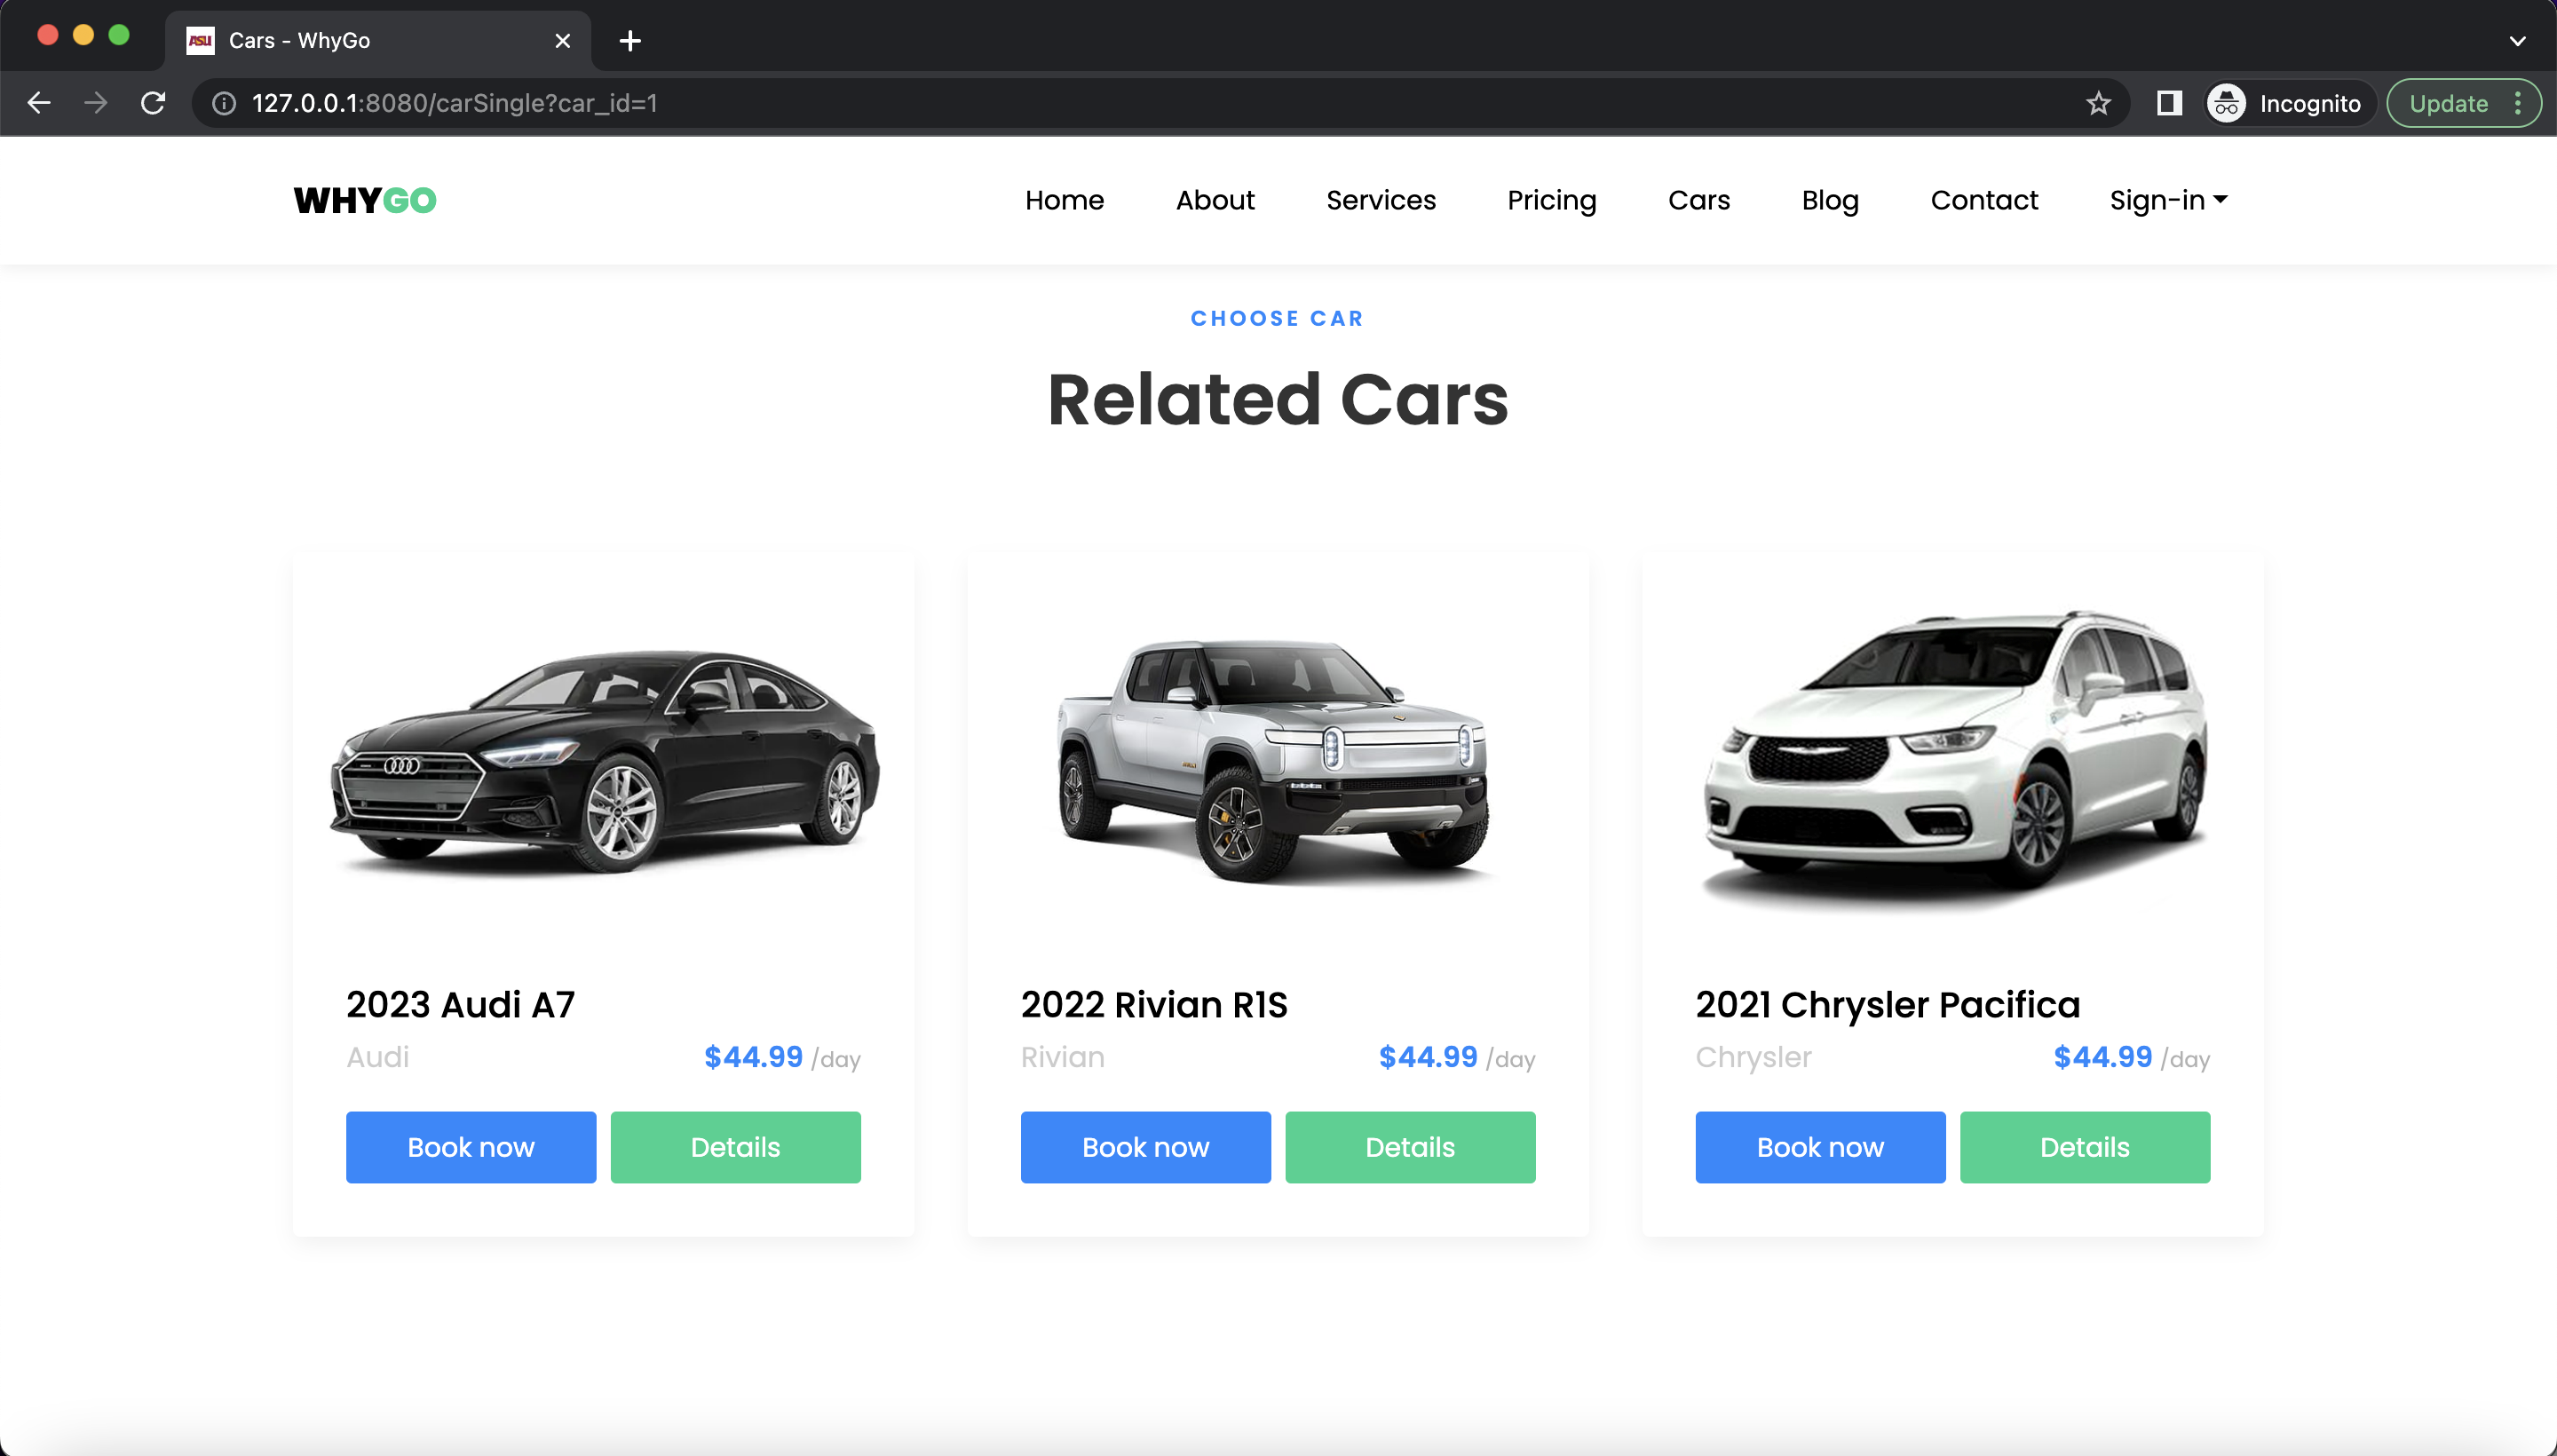 ASU Cars - WhyGo
127.0.0.1:8080/carSingle?car_id=1 Incognito Update
WHYGO Home About Services Pricing Cars Blog Contact Sign-in
CHOOSE CAR
Related Cars
2023 Audi A7
Audi $44.99 /day
Book now Details
2022 Rivian R1S
Rivian $44.99 /day
Book now Details
2021 Chrysler Pacifica
Chrysler $44.99 /day
Book now Details